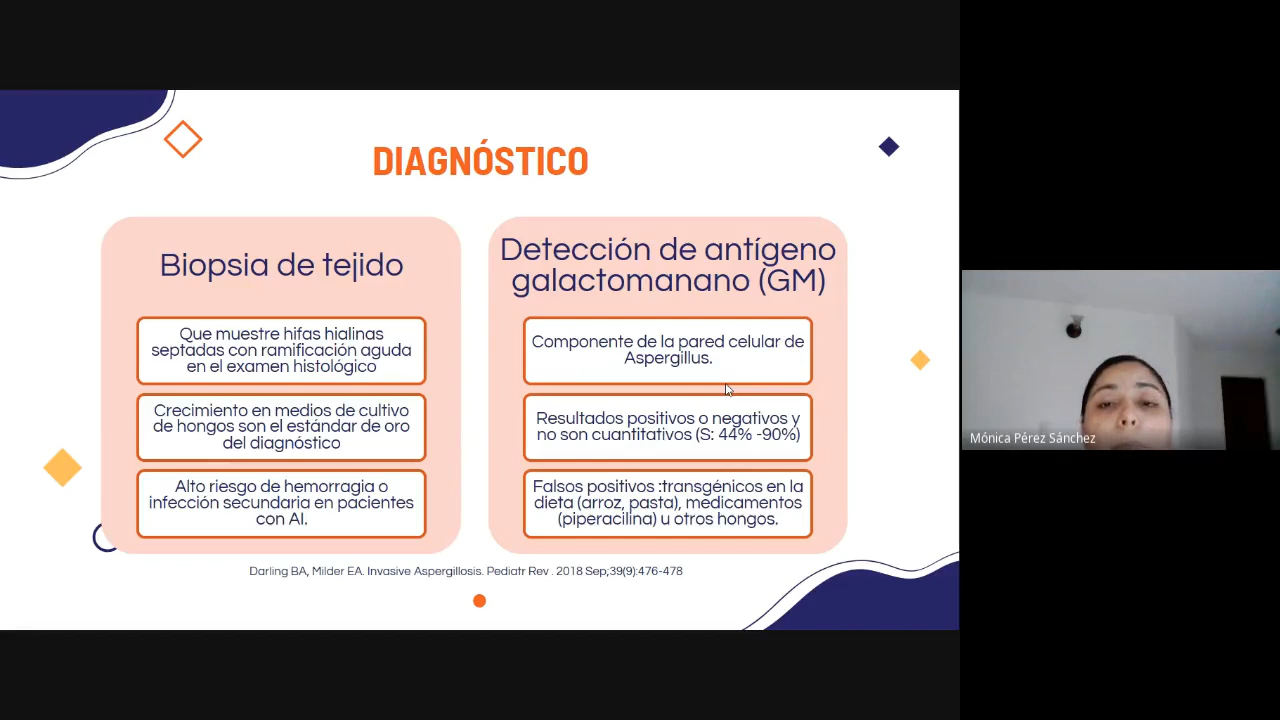 DIAGNÓSTICO
Biopsia de tejido
Que muestre hifas hialinas
septadas con ramificación aguda
en el examen histológico
Crecimiento en medios de cultivo
de hongos son el estándar de oro
del diagnóstico
Alto riesgo de hemorragia o
infección secundaria en pacientes
con AI.
Detección de antígeno
galactomanano (GM)
Componente de la pared celular de
Aspergillus.
Resultados positivos o negativos y
no son cuantitativos (S: 44% -90%)
Falsos positivos :transgénicos en la
dieta (arroz, pasta), medicamentos
(piperacilina) u otros hongos.
Darling BA, Milder EA. Invasive Aspergillosis. Pediatr Rev . 2018 Sep;39(9):476-478
Mónica Pérez Sánchez